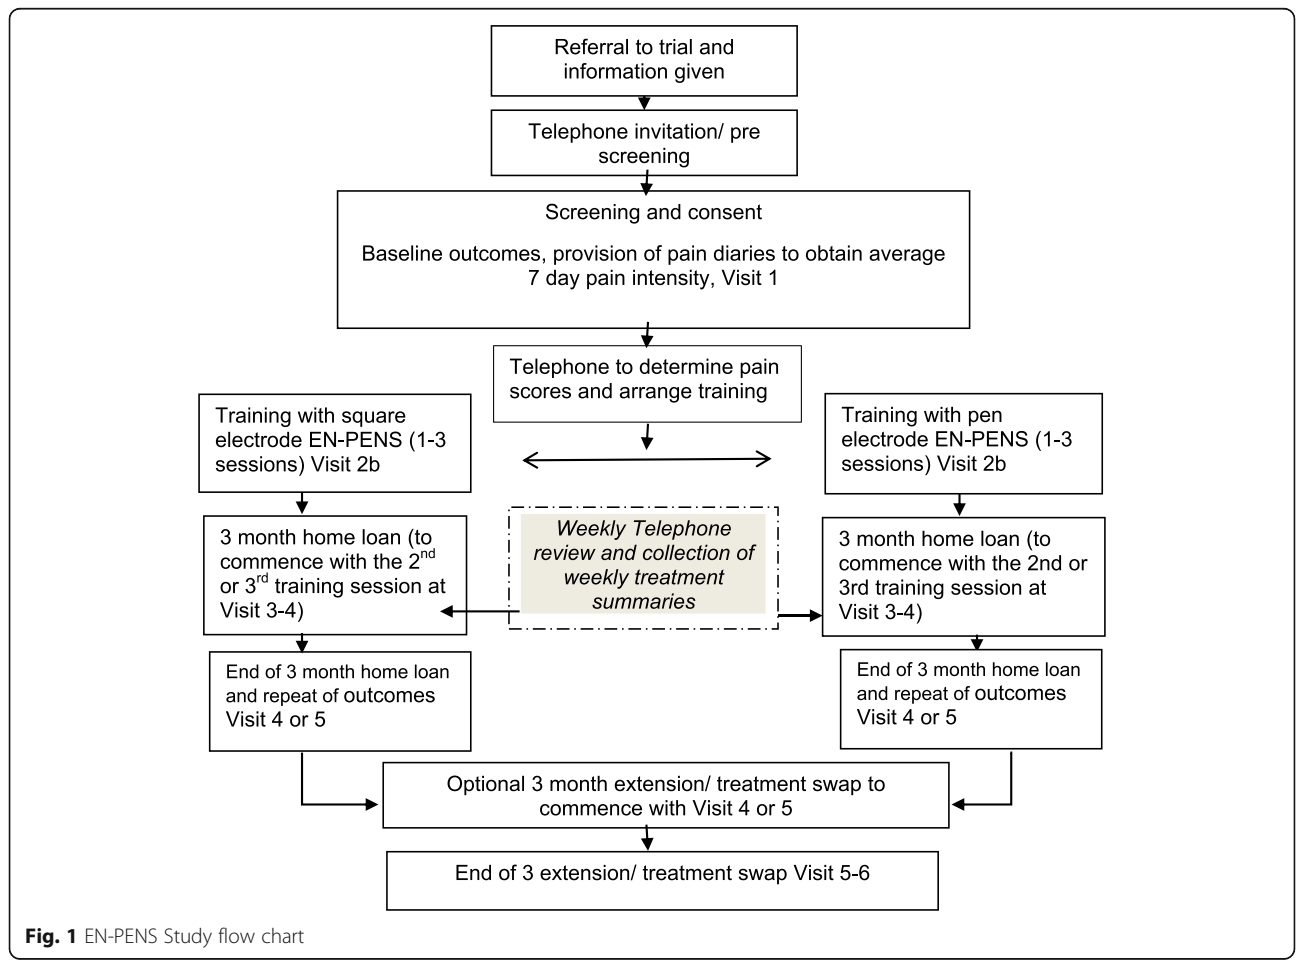 Referral to trial and
information given
Telephone invitation/ pre
screening
Screening and consent
Baseline outcomes, provision of pain diaries to obtain average
7 day pain intensity, Visit 1
Telephone to determine pain
scores and arrange training
Training with square
electrode EN-PENS (1-3
sessions) Visit 2b
Training with pen
electrode EN-PENS (1-3
sessions) Visit 2b
3 month home loan (to
commence with the 2nd
or 3rd training session at
Visit 3-4)
Weekly Telephone
review and collection of
weekly treatment
summaries
3 month home loan (to
commence with the 2nd or
3rd training session at
Visit 3-4)
End of 3 month home loan
and repeat of outcomes
Visit 4 or 5
End of 3 month home loan
and repeat of outcomes
Visit 4 or 5
Optional 3 month extension/ treatment swap to
commence with Visit 4 or 5
End of 3 extension/ treatment swap Visit 5-6
Fig. 1 EN-PENS Study flow chart